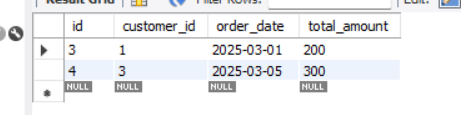 Result Grid Filter Rows: Edit:
id customer_id order_date total_amount
3 1 2025-03-01 200
4 3 2025-03-05 300
NULL NULL NULL NULL